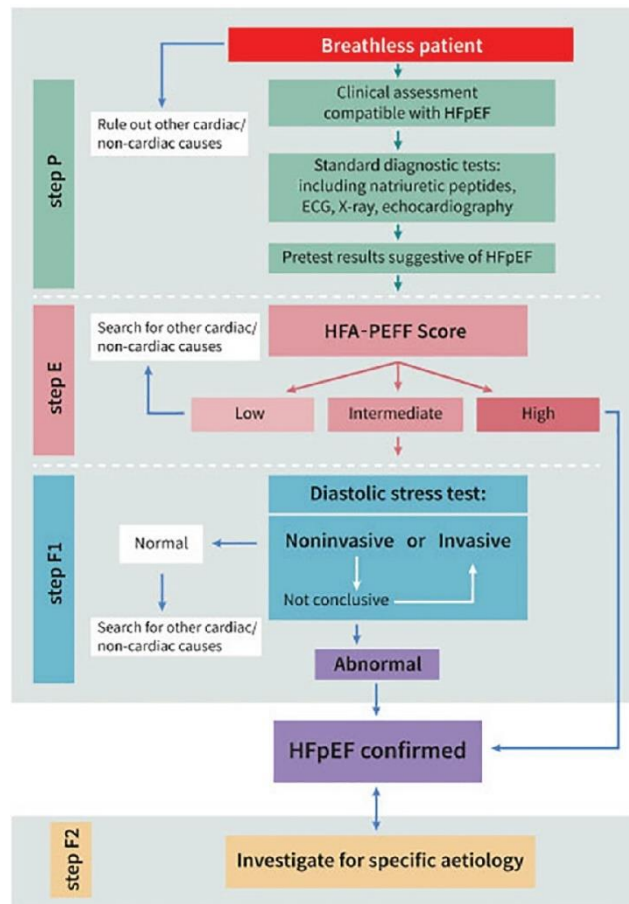 Breathless patient
step P
Rule out other cardiac/
non-cardiac causes
Clinical assessment
compatible with HFpEF
Standard diagnostic tests:
including natriuretic peptides,
ECG, X-ray, echocardiography
Pretest results suggestive of HFpEF
step E
Search for other cardiac/
non-cardiac causes
HFA-PEFF Score
Low
Intermediate
High
step F1
Diastolic stress test:
Normal
Noninvasive or Invasive
Not conclusive
Search for other cardiac/
non-cardiac causes
Abnormal
HFpEF confirmed
step F2
Investigate for specific aetiology